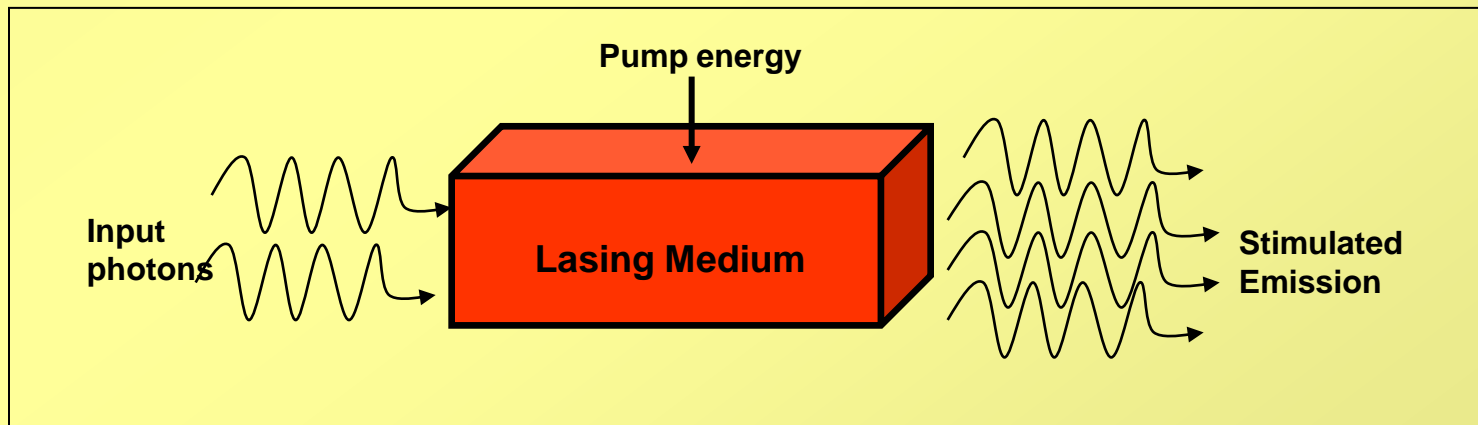 Pump energy
Input
photons
Lasing Medium
Stimulated
Emission